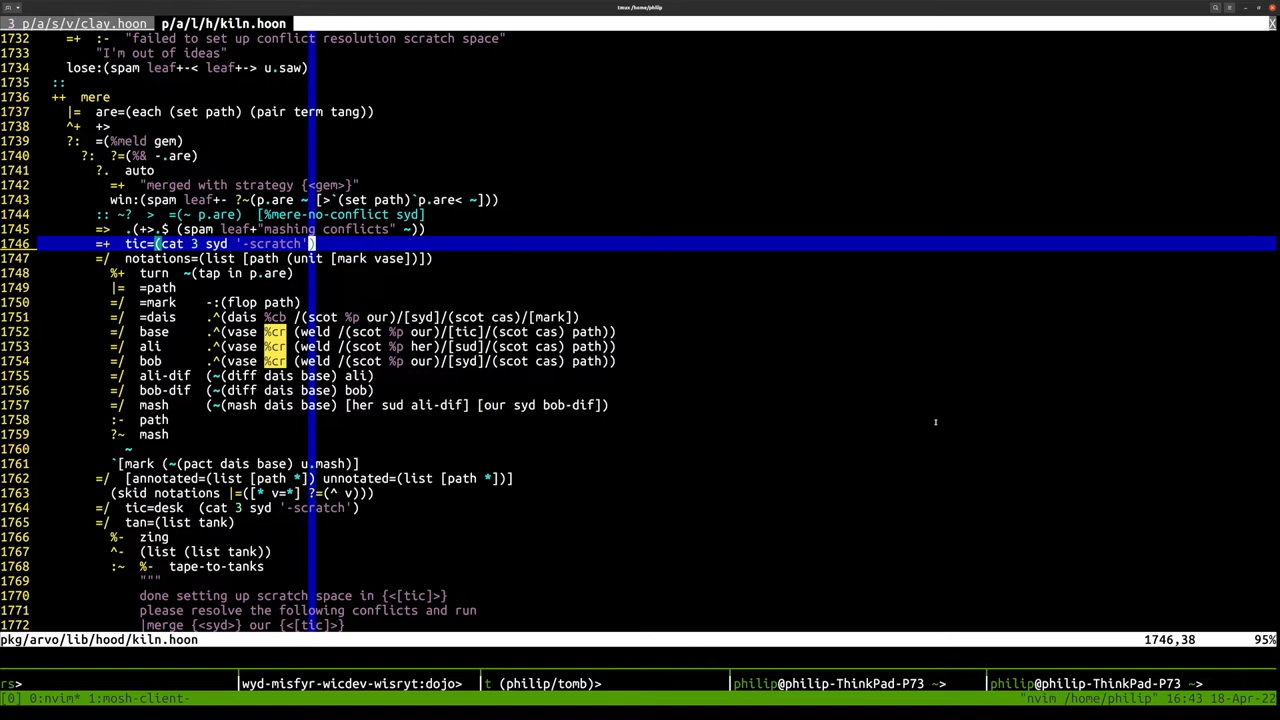 tmux /home/philip
3 p/a/s/v/clay.hoon p/a/l/h/kiln.hoon X
1732 =+ :- "failed to set up conflict resolution scratch space"
1733 "I'm out of ideas"
1734 lose:(spam leaf+-< leaf+-> u.saw)
1735 ::
1736 ++ mere
1737 |= are=(each (set path) (pair term tang))
1738 ^+ +>
1739 ?: =(%meld gem)
1740 ?: ?=(%& -.are)
1741 ?. auto
1742 =+ "merged with strategy {<gem>}"
1743 win:(spam leaf+- ?~(p.are ~ [>`(set path)`p.are< ~]))
1744 :: ~? > =(~ p.are) [%mere-no-conflict syd]
1745 => .(+>.$ (spam leaf+"mashing conflicts" ~))
1746 =+ tic=(cat 3 syd '-scratch')
1747 =/ notations=(list [path (unit [mark vase])])
1748 %+ turn ~(tap in p.are)
1749 |= =path
1750 =/ =mark -:(flop path)
1751 =/ =dais .^(dais %cb /(scot %p our)/[syd]/(scot cas)/[mark])
1752 =/ base .^(vase %cr (weld /(scot %p our)/[tic]/(scot cas) path))
1753 =/ ali .^(vase %cr (weld /(scot %p her)/[sud]/(scot cas) path))
1754 =/ bob .^(vase %cr (weld /(scot %p our)/[syd]/(scot cas) path))
1755 =/ ali-dif (~(diff dais base) ali)
1756 =/ bob-dif (~(diff dais base) bob)
1757 =/ mash (~(mash dais base) [her sud ali-dif] [our syd bob-dif])
1758 :- path
1759 ?~ mash
1760 ~
1761 `[mark (~(pact dais base) u.mash)]
1762 =/ [annotated=(list [path *]) unnotated=(list [path *])]
1763 (skid notations |=([* v=*] ?=(^ v)))
1764 =/ tic=desk (cat 3 syd '-scratch')
1765 =/ tan=(list tank)
1766 %- zing
1767 ^- (list (list tank))
1768 :~ %- tape-to-tanks
1769 """
1770 done setting up scratch space in {<[tic]>}
1771 please resolve the following conflicts and run
1772 |merge {<syd>} our {<[tic]>}
pkg/arvo/lib/hood/kiln.hoon 1746,38 95%
rs> |wyd-misfyr-wicdev-wisryt:dojo> |t (philip/tomb)> |philip@philip-ThinkPad-P73 ~> |philip@philip-ThinkPad-P73 ~>
[0] 0:nvim* 1:mosh-client- "nvim /home/philip" 16:43 18-Apr-22